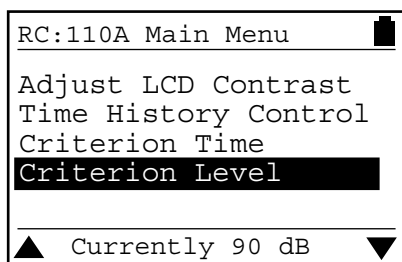 RC:110A Main Menu
Adjust LCD Contrast
Time History Control
Criterion Time
Criterion Level
Currently 90 dB